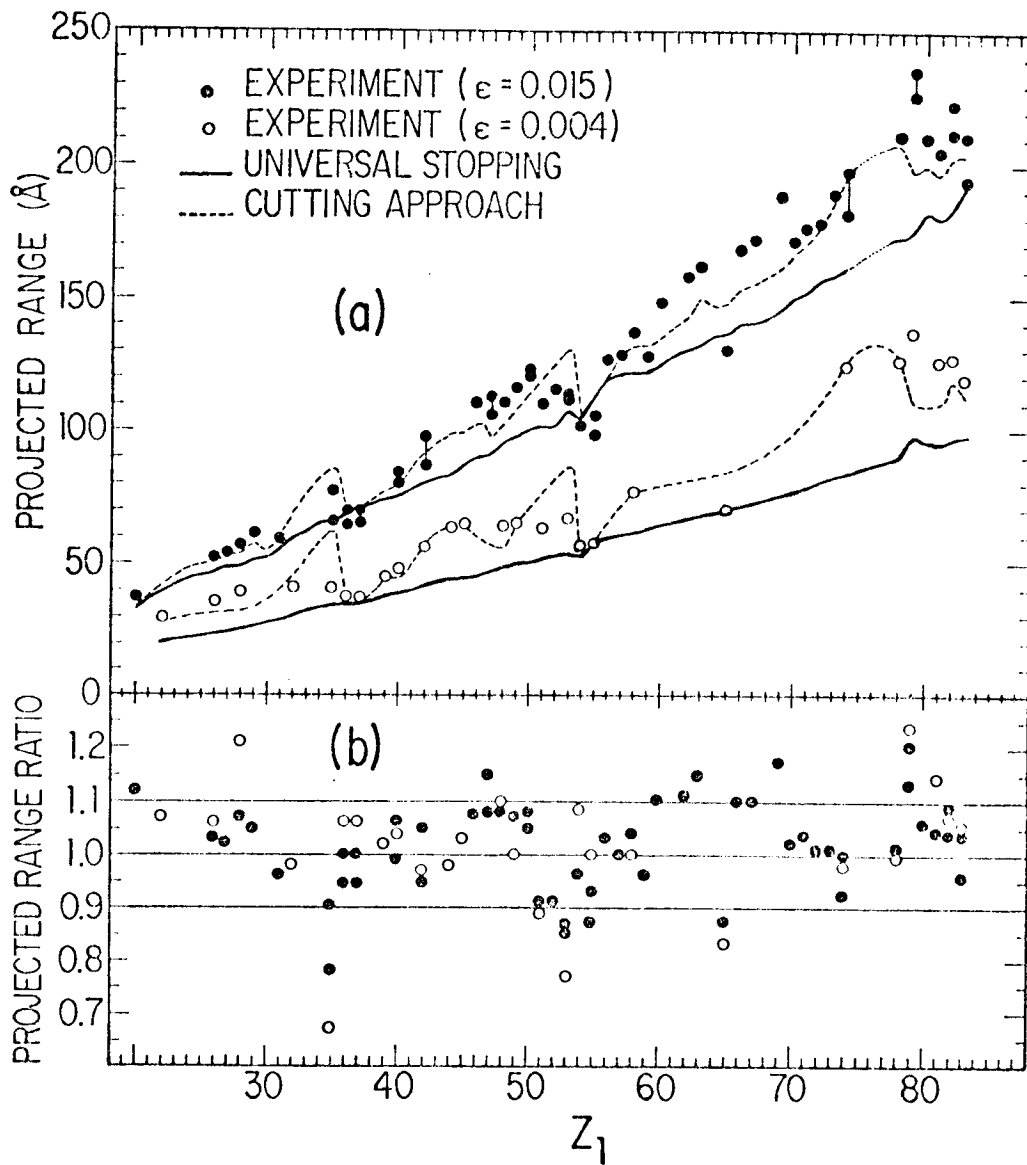 250
200
150
100
50
0
PROJECTED RANGE (Å)
EXPERIMENT (ε=0.015)
EXPERIMENT (ε=0.004)
UNIVERSAL STOPPING
CUTTING APPROACH
(a)
1.2
1.1
1.0
0.9
0.8
0.7
PROJECTED RANGE RATIO
(b)
30 40 50 60 70 80
Z1